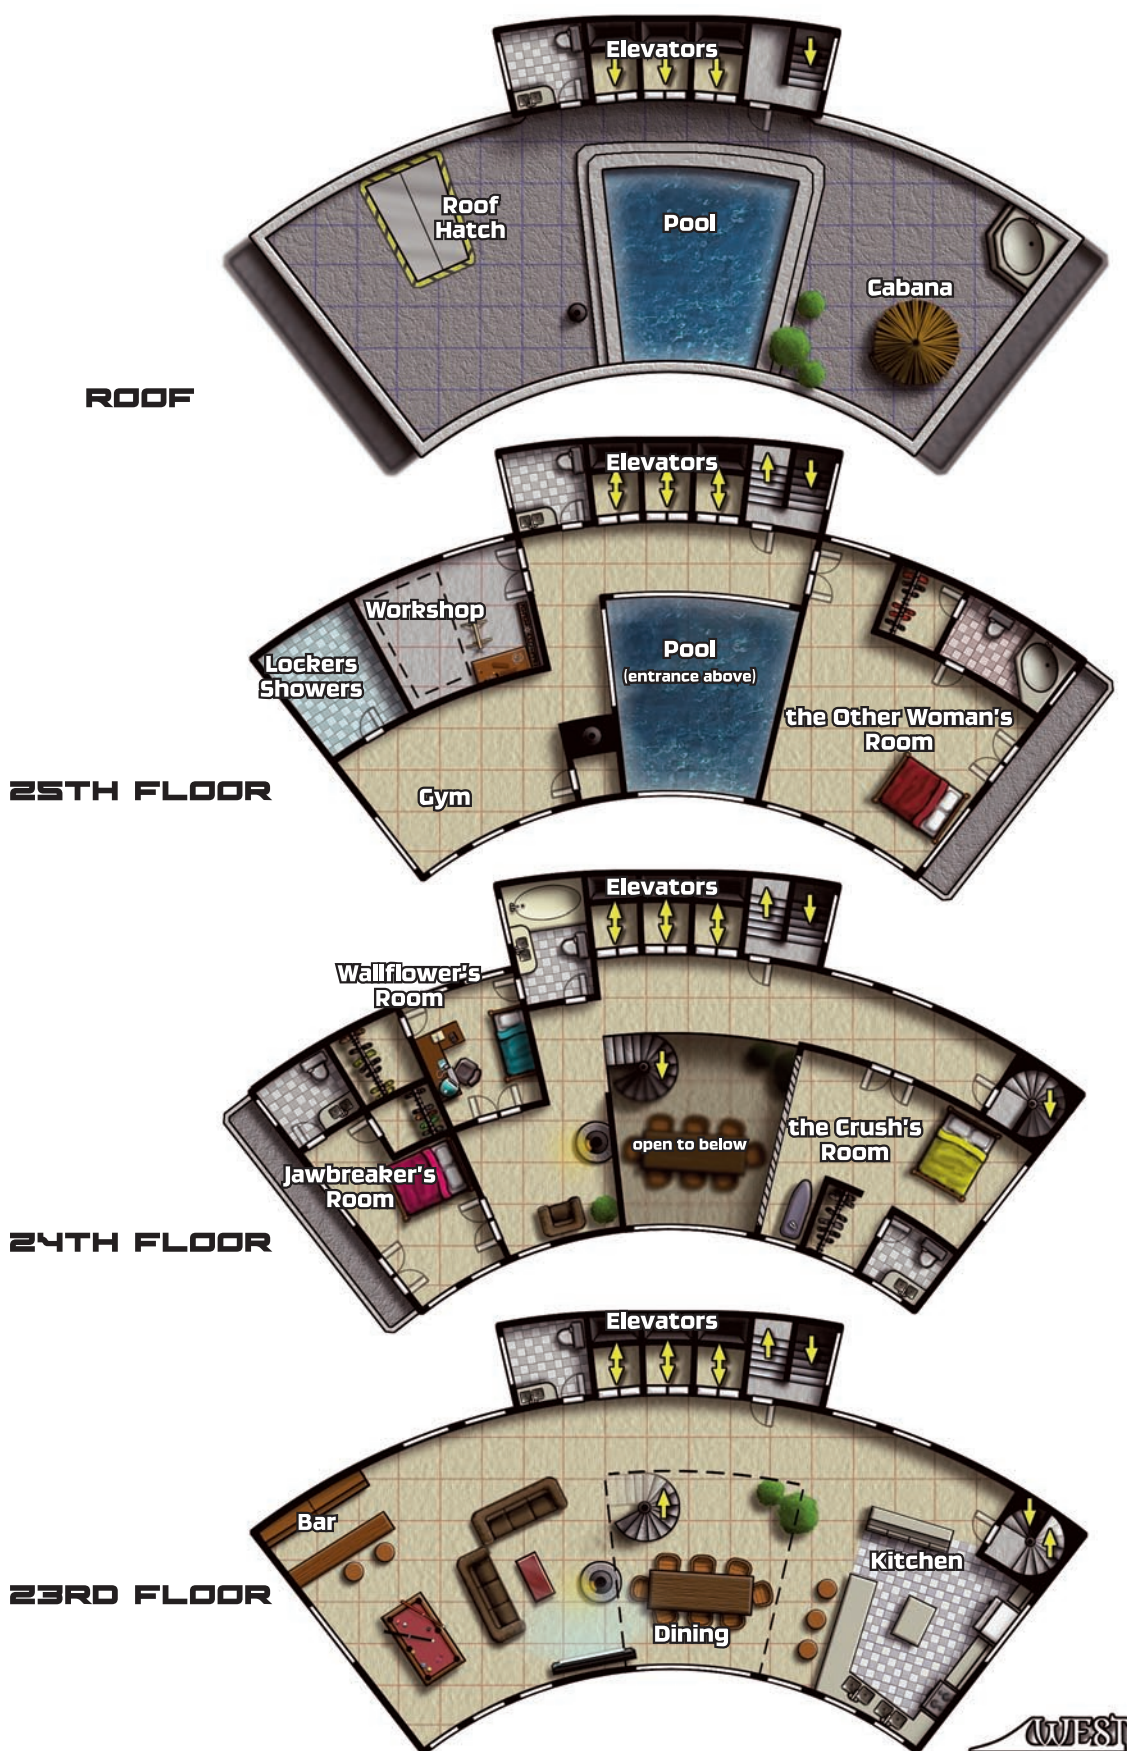 Elevators
Roof
Hatch
Pool
Cabana
ROOF
Elevators
Workshop
Lockers
Showers
Pool
(entrance above)
the Other Woman's
Room
25TH FLOOR
Gym
Elevators
Wallflower's
Room
open to below
the Crush's
Room
Jawbreaker's
Room
24TH FLOOR
Elevators
Bar
Kitchen
23RD FLOOR
Dining
WEST